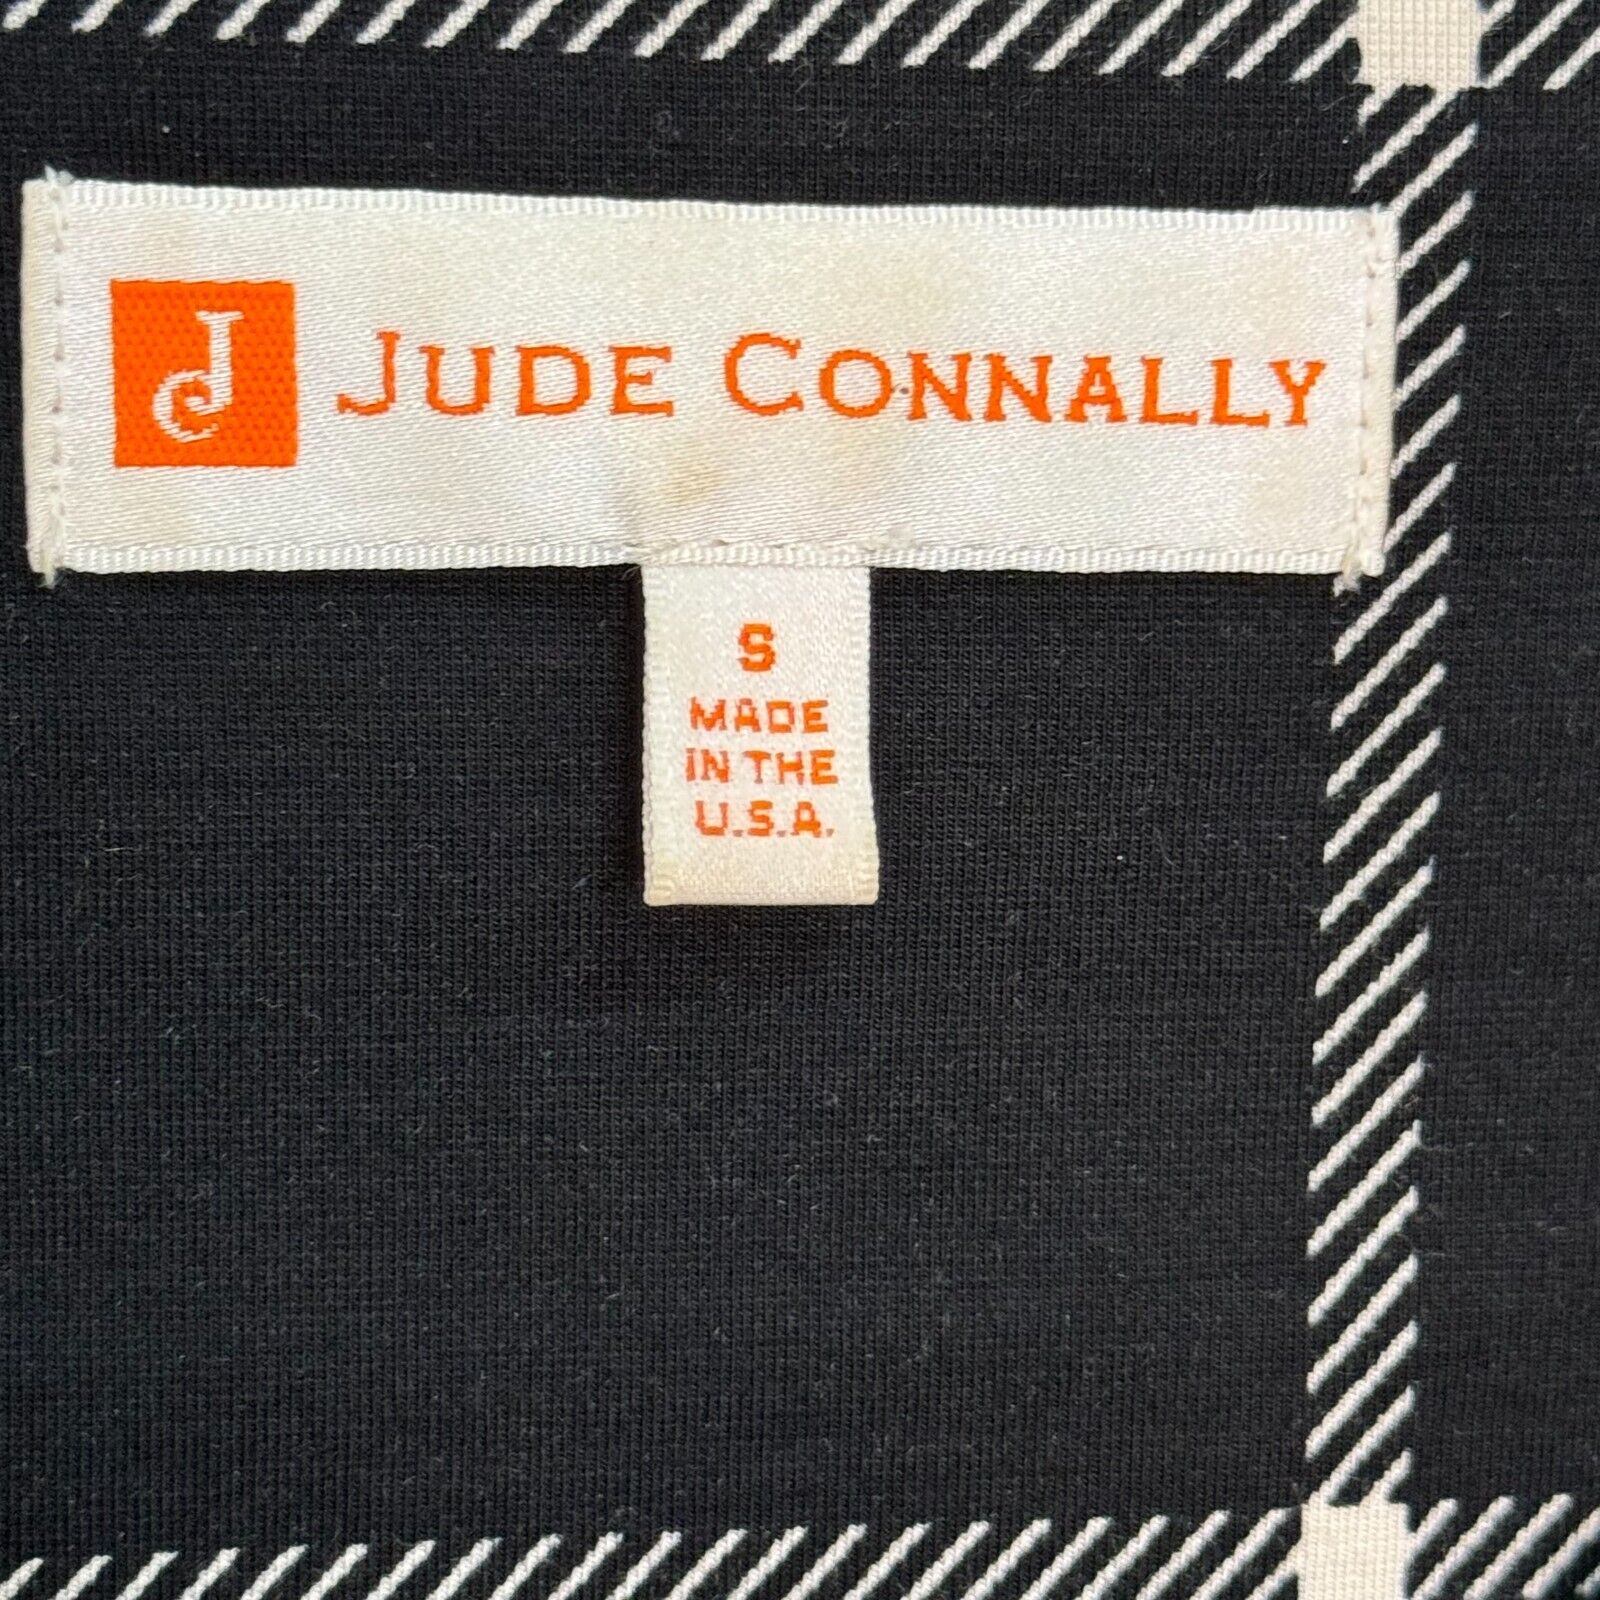 JC JUDE CONNALLY
S
MADE
IN THE
U.S.A.